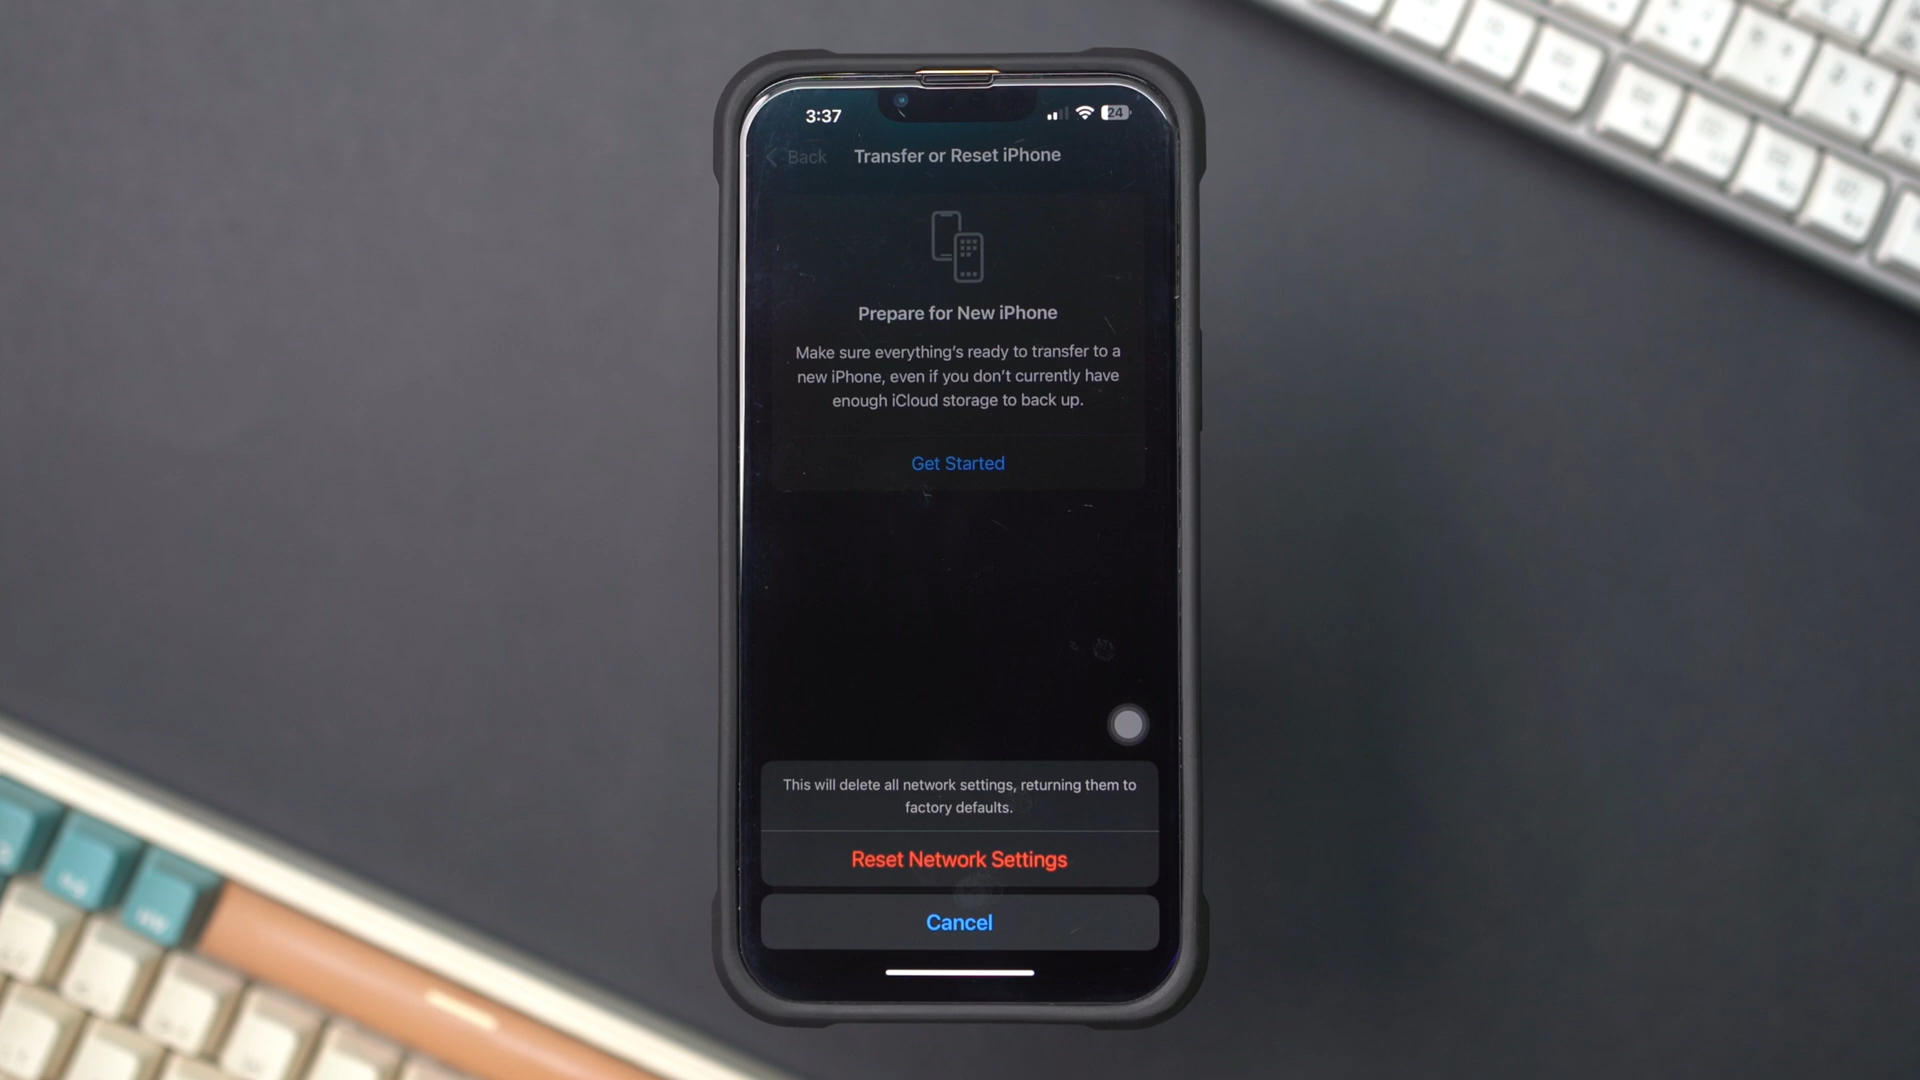 3:37
24
Back
Transfer or Reset iPhone
Prepare for New iPhone
Make sure everything's ready to transfer to a
new iPhone, even if you don't currently have
enough iCloud storage to back up.
Get Started
This will delete all network settings, returning them to
factory defaults.
Reset Network Settings
Cancel